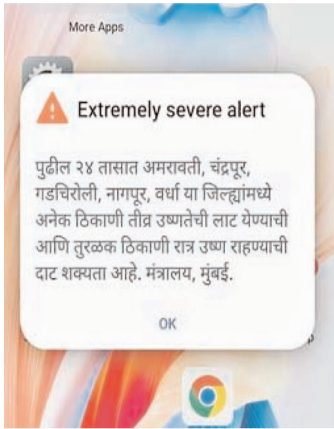 More Apps
Extremely severe alert
पुढील २४ तासात अमरावती, चंद्रपूर,
गडचिरोली, नागपूर, वर्धा या जिल्ह्यांमध्ये
अनेक ठिकाणी तीव्र उष्णतेची लाट येण्याची
आणि तुरळक ठिकाणी रात्र उष्ण राहण्याची
दाट शक्यता आहे. मंत्रालय, मुंबई.
OK